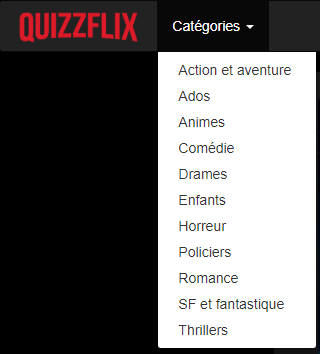 QUIZZFLIX
Catégories
Action et aventure
Ados
Animes
Comédie
Drames
Enfants
Horreur
Policiers
Romance
SF et fantastique
Thrillers